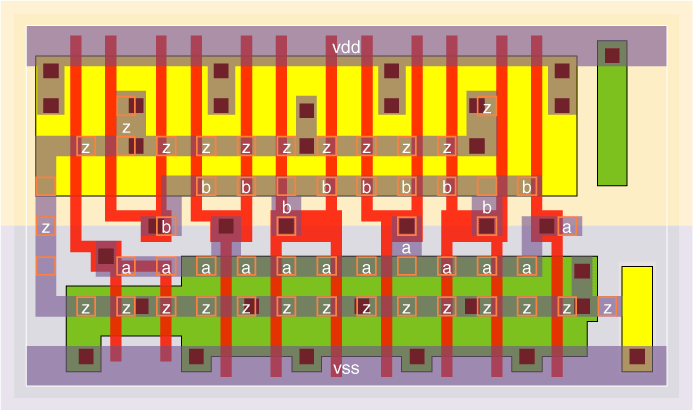 vdd
z
z
z z z z z z z z z z
b b b b b b b b
b b
z b a
a
a a a a a a a a a a
z z z z z z z z z z z z z z
vss